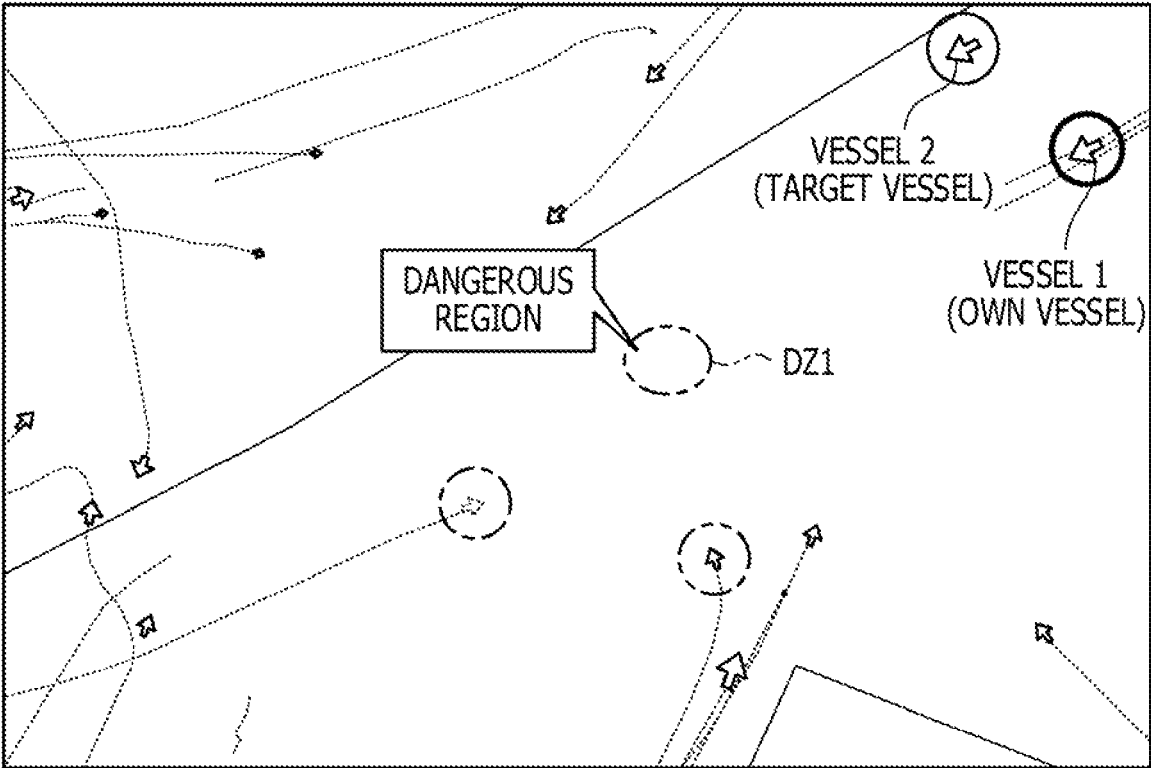 VESSEL 2
(TARGET VESSEL)
VESSEL 1
(OWN VESSEL)
DANGEROUS
REGION
DZ1